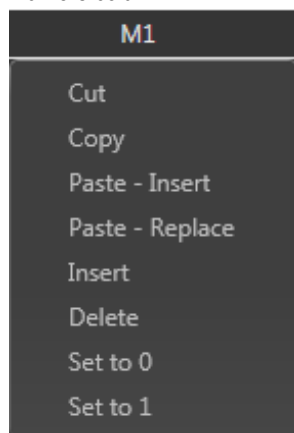 M1
Cut
Copy
Paste - Insert
Paste - Replace
Insert
Delete
Set to 0
Set to 1